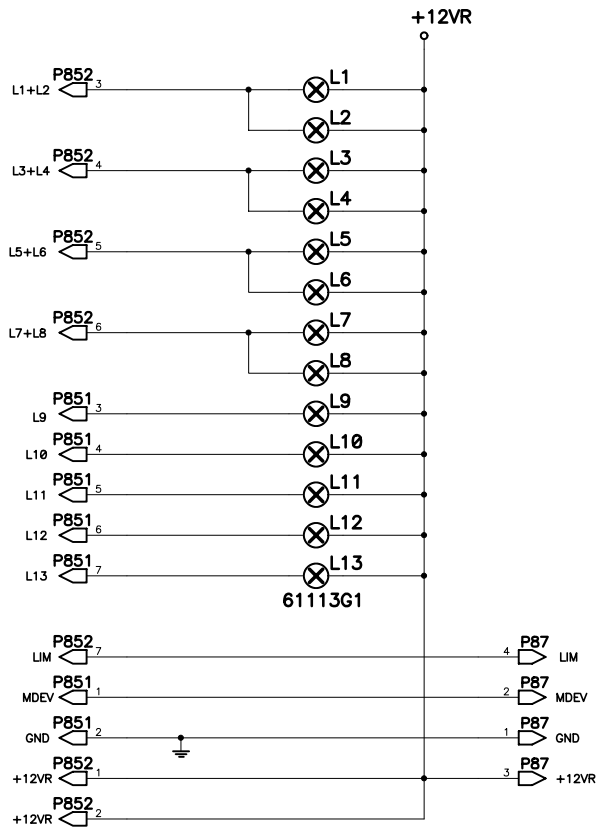 +12VR
P852 L1
L1+L2 3
L2
P852 L3
L3+L4 4
L4
P852 L5
L5+L6 5
L6
P852 L7
L7+L8 6
L8
P851 L9
L9 3
P851 L10
L10 4
P851 L11
L11 5
P851 L12
L12 6
P851 L13
L13 7
61113G1
P852 P87
LIM 7 4 LIM
P851 P87
MDEV 1 2 MDEV
P851 P87
GND 2 1 GND
P852 P87
+12VR 1 3 +12VR
P852
+12VR 2